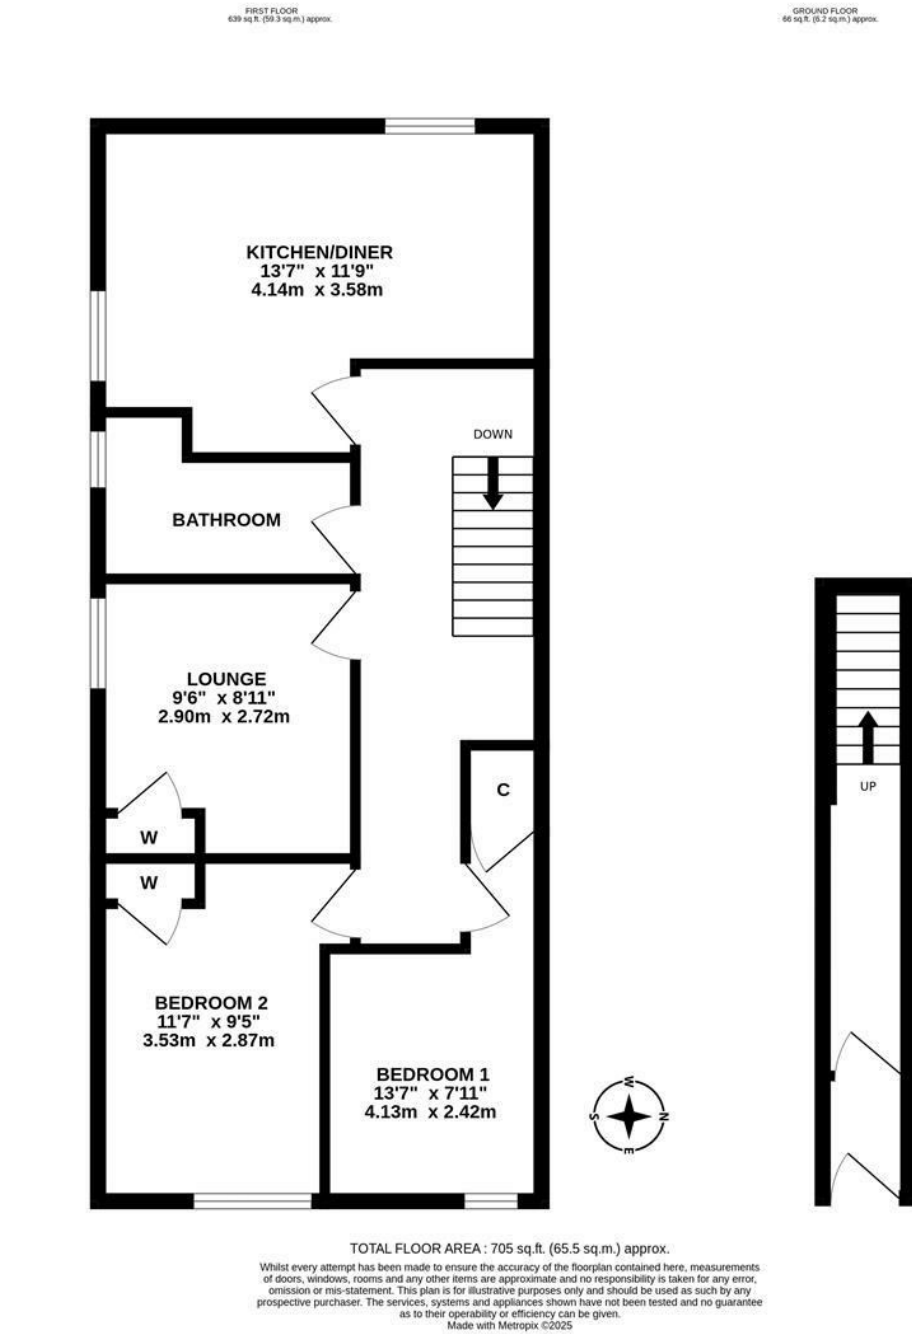 FIRST FLOOR
639 sq.ft. (59.3 sq.m.) approx.
GROUND FLOOR
66 sq.ft. (6.2 sq.m.) approx.
KITCHEN/DINER
13'7" x 11'9"
4.14m x 3.58m
DOWN
BATHROOM
LOUNGE
9'6" x 8'11"
2.90m x 2.72m
C
UP
W
W
BEDROOM 2
11'7" x 9'5"
3.53m x 2.87m
BEDROOM 1
13'7" x 7'11"
4.13m x 2.42m
W
S
N
E
TOTAL FLOOR AREA : 705 sq.ft. (65.5 sq.m.) approx.
Whilst every attempt has been made to ensure the accuracy of the floorplan contained here, measurements
of doors, windows, rooms and any other items are approximate and no responsibility is taken for any error,
omission or mis-statement. This plan is for illustrative purposes only and should be used as such by any
prospective purchaser. The services, systems and appliances shown have not been tested and no guarantee
as to their operability or efficiency can be given.
Made with Metropix ©2025